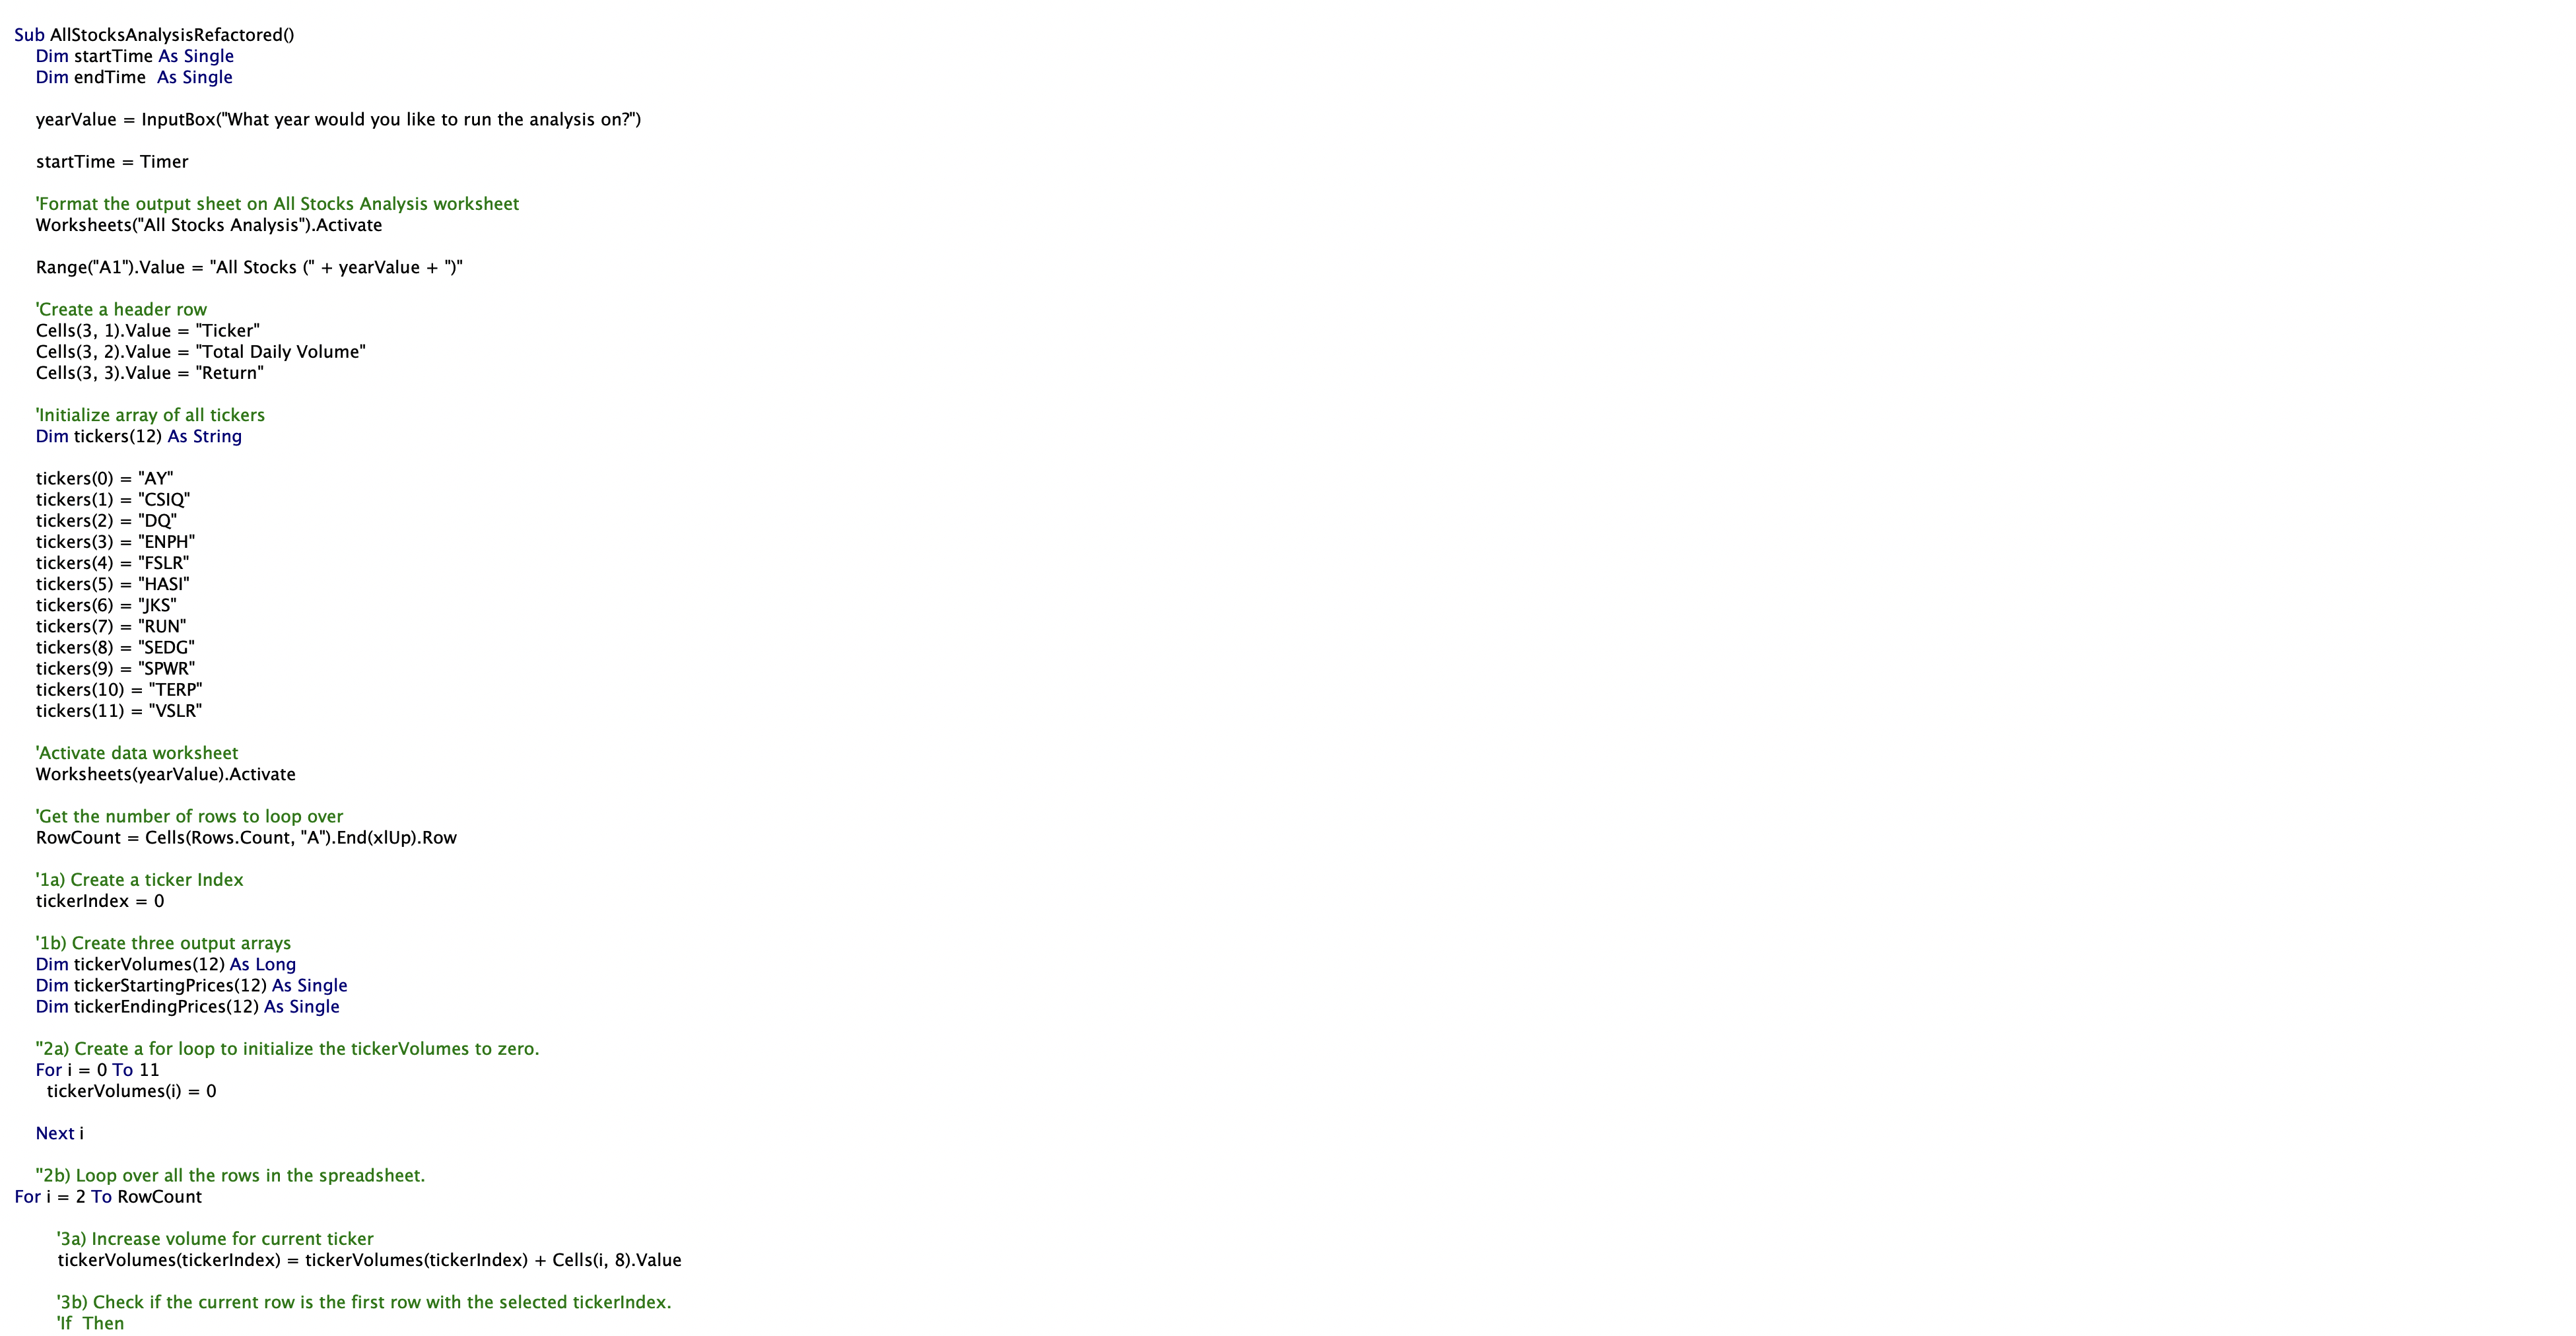 Sub AllStocksAnalysisRefactored()
Dim startTime As Single
Dim endTime  As Single
yearValue = InputBox("What year would you like to run the analysis on?")
startTime = Timer
'Format the output sheet on All Stocks Analysis worksheet
Worksheets("All Stocks Analysis").Activate
Range("A1").Value = "All Stocks (" + yearValue + ")"
'Create a header row
Cells(3, 1).Value = "Ticker"
Cells(3, 2).Value = "Total Daily Volume"
Cells(3, 3).Value = "Return"
'Initialize array of all tickers
Dim tickers(12) As String
tickers(0) = "AY"
tickers(1) = "CSIQ"
tickers(2) = "DQ"
tickers(3) = "ENPH"
tickers(4) = "FSLR"
tickers(5) = "HASI"
tickers(6) = "JKS"
tickers(7) = "RUN"
tickers(8) = "SEDG"
tickers(9) = "SPWR"
tickers(10) = "TERP"
tickers(11) = "VSLR"
'Activate data worksheet
Worksheets(yearValue).Activate
'Get the number of rows to loop over
RowCount = Cells(Rows.Count, "A").End(xlUp).Row
'1a) Create a ticker Index
tickerIndex = 0
'1b) Create three output arrays
Dim tickerVolumes(12) As Long
Dim tickerStartingPrices(12) As Single
Dim tickerEndingPrices(12) As Single
''2a) Create a for loop to initialize the tickerVolumes to zero.
For i = 0 To 11
tickerVolumes(i) = 0
Next i
''2b) Loop over all the rows in the spreadsheet.
For i = 2 To RowCount
'3a) Increase volume for current ticker
tickerVolumes(tickerIndex) = tickerVolumes(tickerIndex) + Cells(i, 8).Value
'3b) Check if the current row is the first row with the selected tickerIndex.
'If  Then